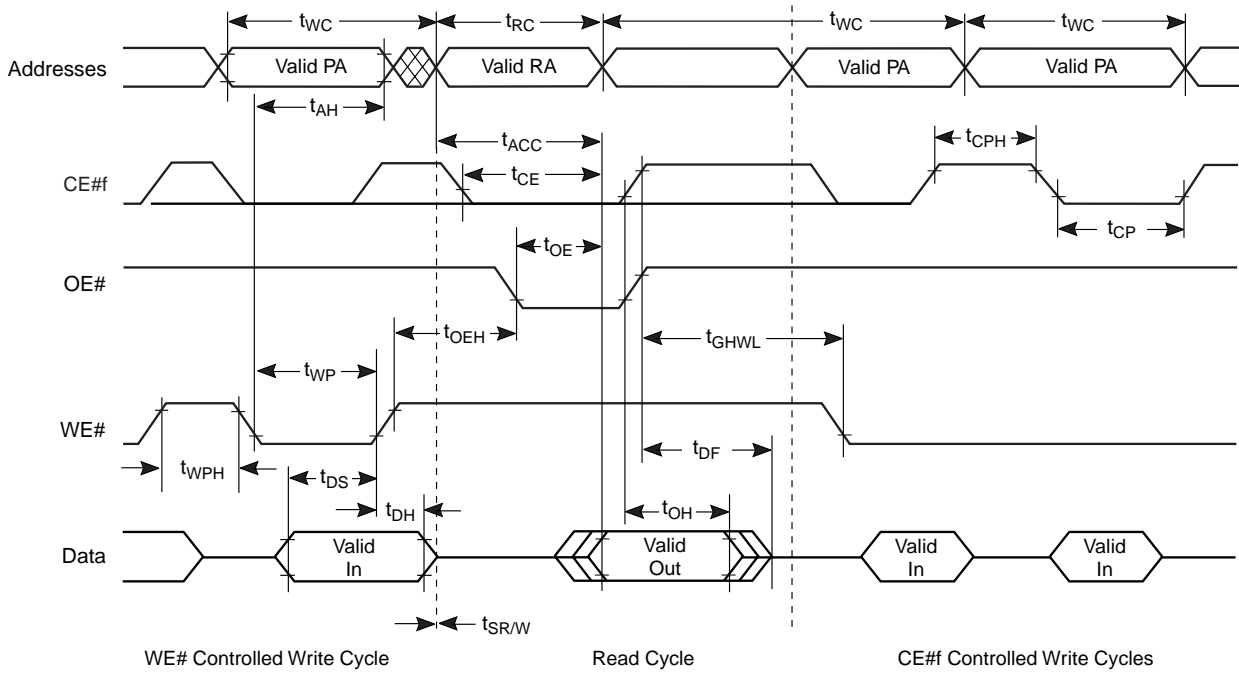 tWC
tRC
tWC
tWC
Addresses
Valid PA
Valid RA
Valid PA
Valid PA
tAH
tACC
tCPH
CE#f
tCE
tCP
tOE
OE#
tOEH
tGHWL
tWP
WE#
tWPH
tDS
tDF
tDH
tOH
Data
Valid
In
Valid
Out
Valid
In
Valid
In
tSR/W
WE# Controlled Write Cycle
Read Cycle
CE#f Controlled Write Cycles